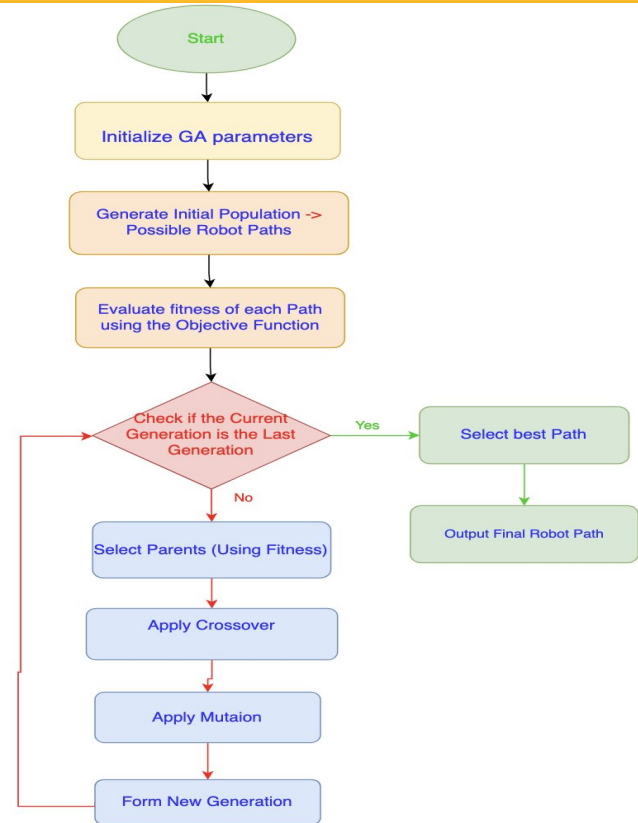 Start
Initialize GA parameters
Generate Initial Population ->
Possible Robot Paths
Evaluate fitness of each Path
using the Objective Function
Check if the Current
Generation is the Last
Generation
Yes
Select best Path
Output Final Robot Path
No
Select Parents (Using Fitness)
Apply Crossover
Apply Mutaion
Form New Generation